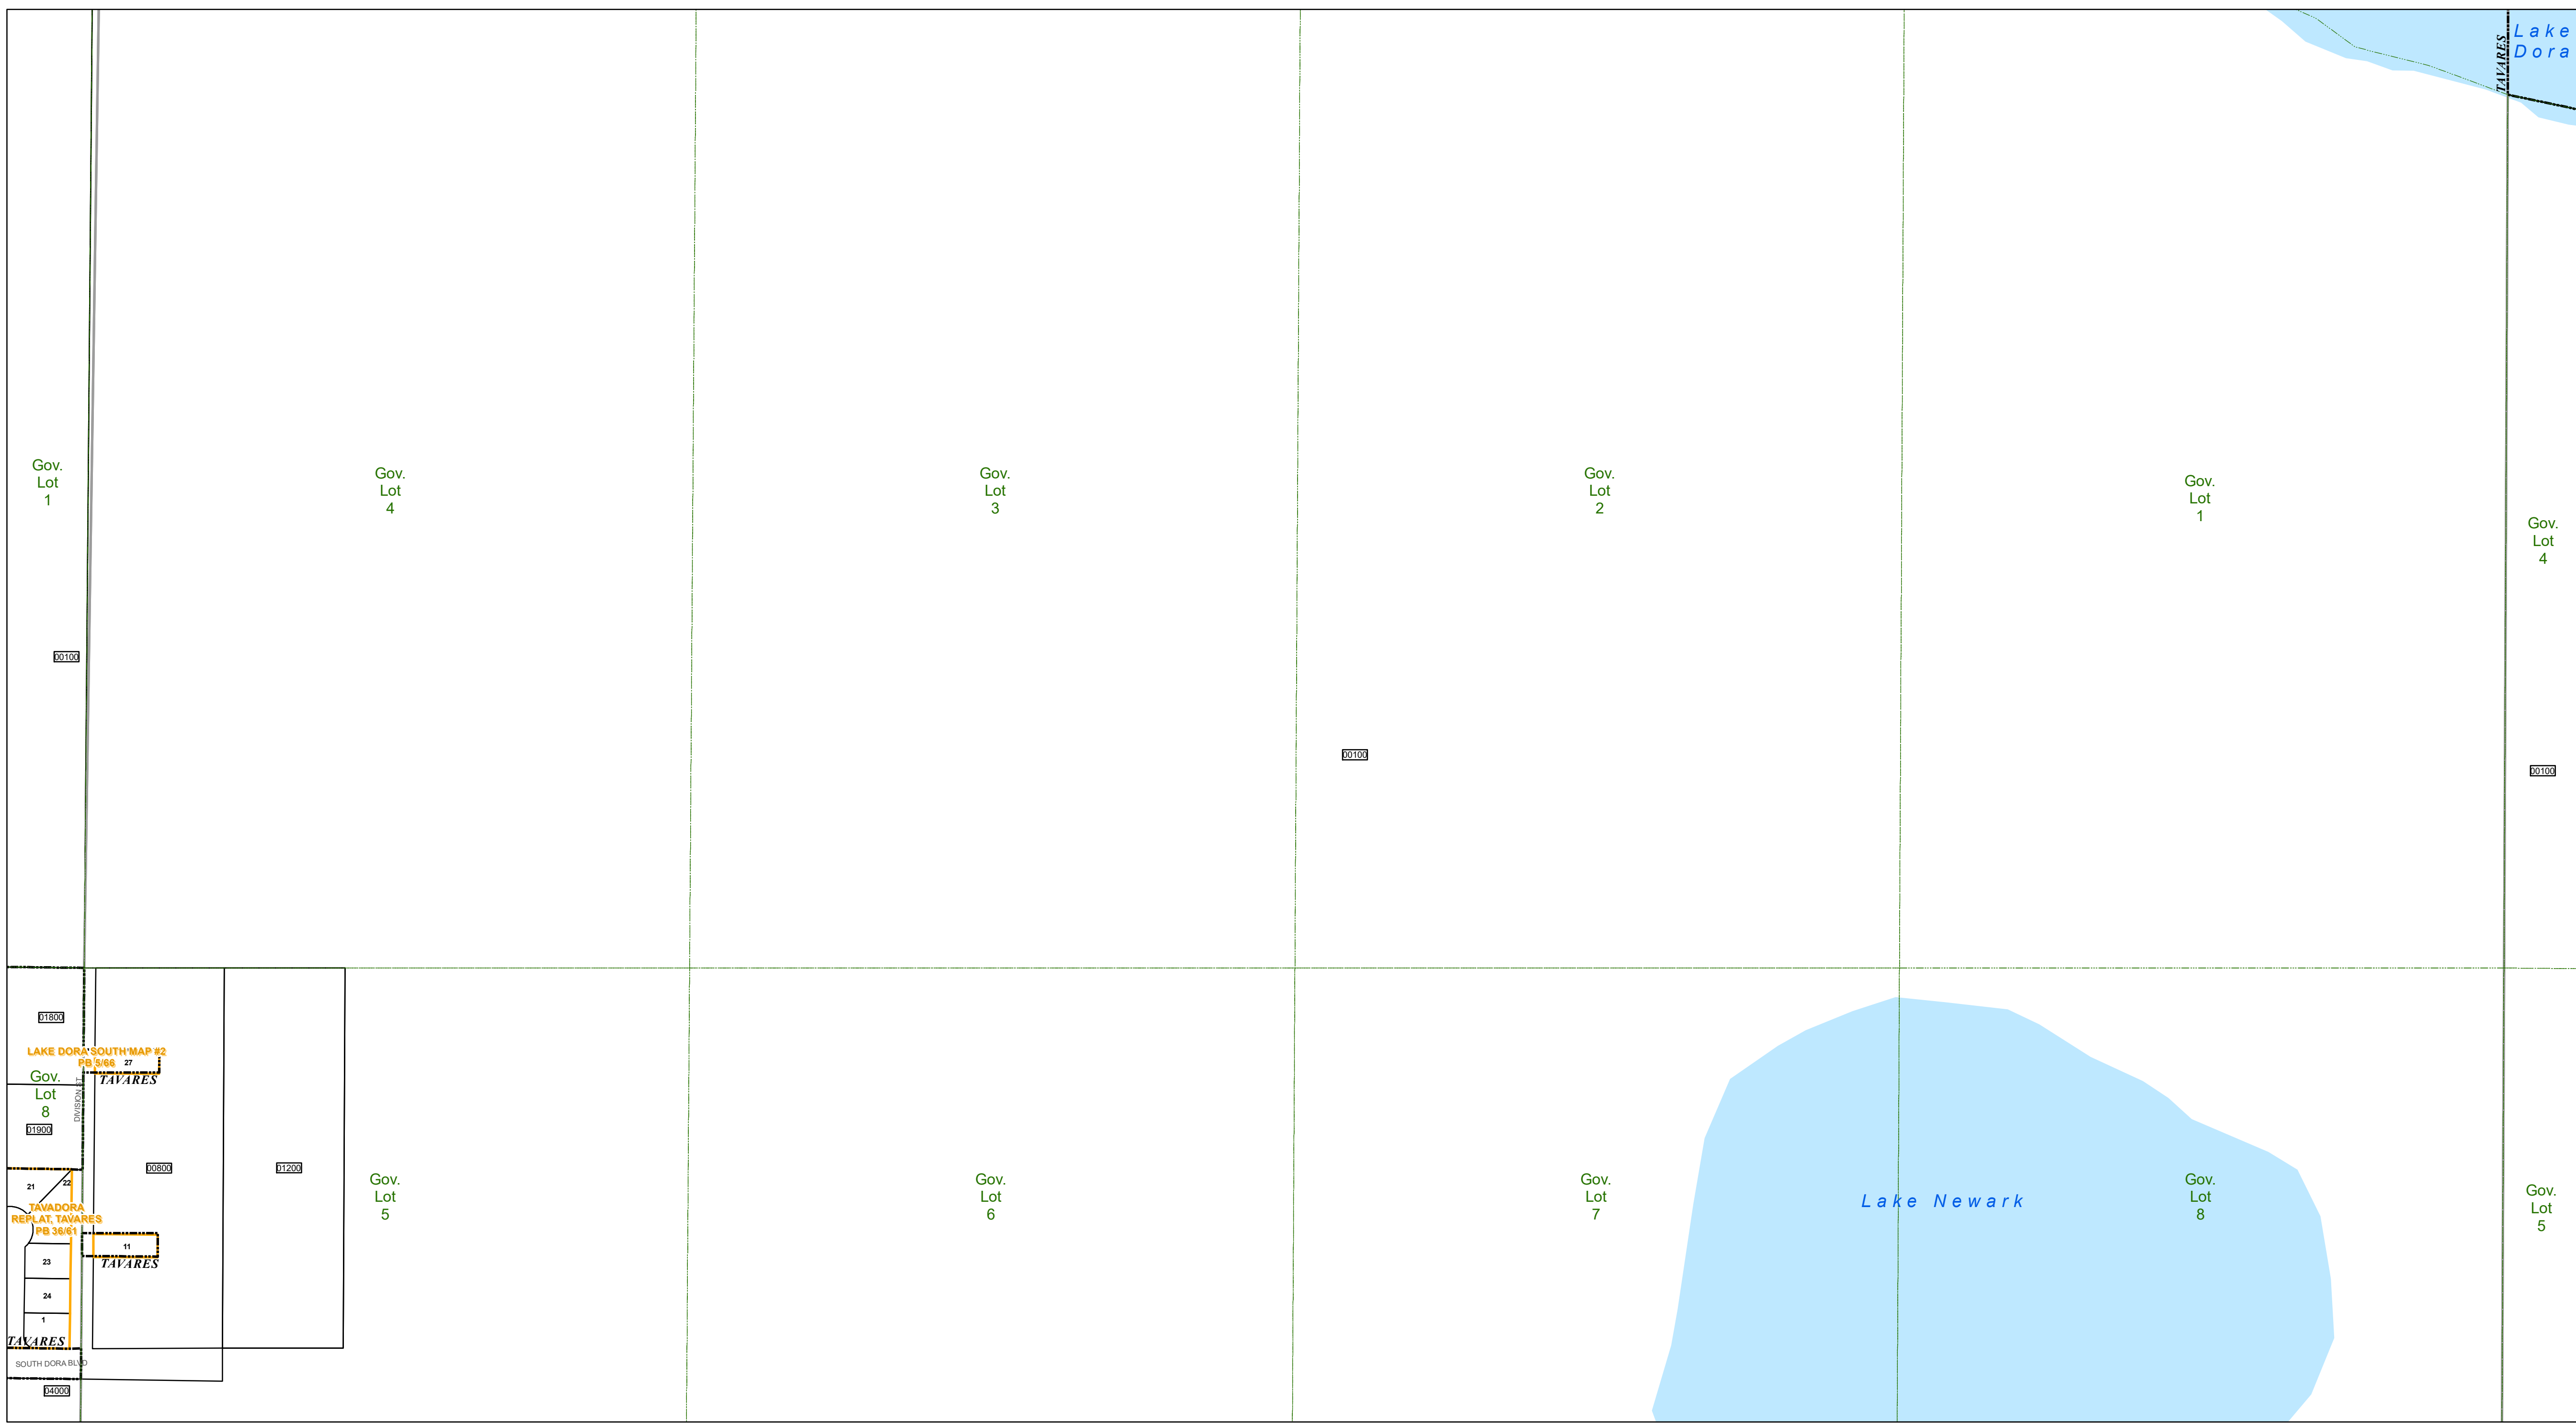 Lake
Dora
TAVARES
Gov.
Lot
1
Gov.
Lot
4
Gov.
Lot
3
Gov.
Lot
2
Gov.
Lot
1
Gov.
Lot
4
00100
00100
00100
01800
LAKE DORA SOUTH MAP #2
PB 5/66
27
TAVARES
Gov.
Lot
8
DIVISION ST
01900
00800
01200
21
22
TAVADORA
REPLAT, TAVARES
PB 36/61
Gov.
Lot
5
Gov.
Lot
6
Gov.
Lot
7
Lake Newark
Gov.
Lot
8
Gov.
Lot
5
11
TAVARES
23
24
1
TAVARES
SOUTH DORA BLVD
04000